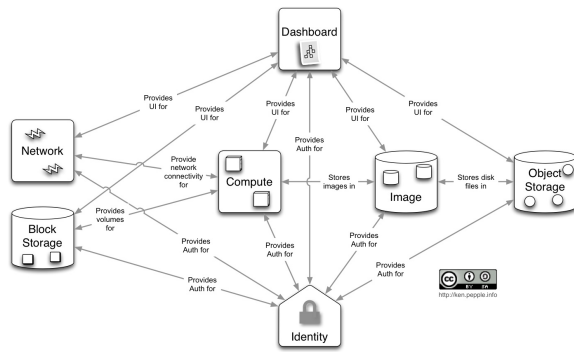 Dashboard
Provides
UI for
Provides
UI for
Provides
UI for
Provides
Auth for
Provides
UI for
Provides
UI for
Network
Provide
network
connectivity
for
Compute
Stores
images in
Image
Stores disk
files in
Object
Storage
Block
Storage
Provides
volumes
for
Provides
Auth for
Provides
Auth for
Provides
Auth for
Provides
Auth for
Provides
Auth for
Identity
cc
BY SA
http://ken.pepple.info